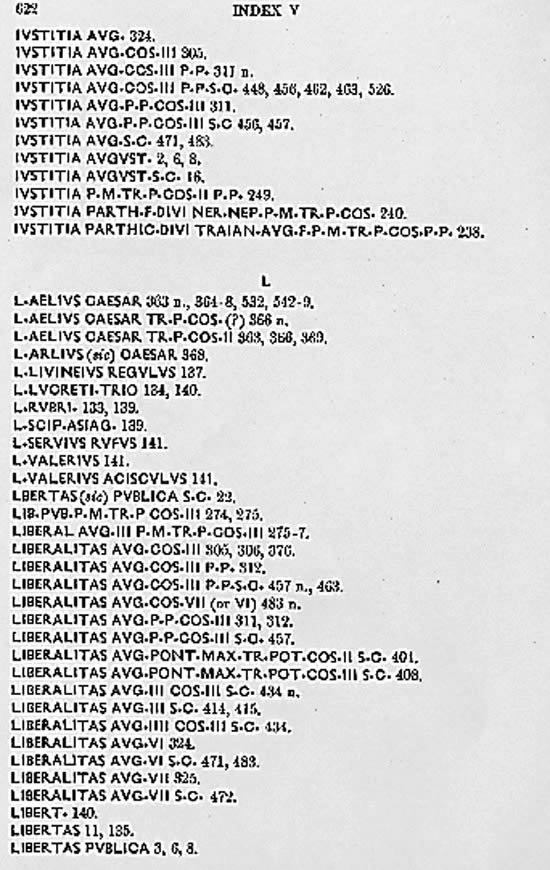 622 INDEX V
IVSTITIA AVG· 324.
IVSTITIA AVG·COS·III 305.
IVSTITIA AVG·COS·III P·P· 311 n.
IVSTITIA AVG·COS·III P·P·S·C· 448, 456, 462, 463, 526.
IVSTITIA AVG·P·P·COS·III 311.
IVSTITIA AVG·P·P·COS·III S·C 456, 457.
IVSTITIA AVG·S·C· 471, 483.
IVSTITIA AVGVST· 2, 6, 8.
IVSTITIA AVGVST·S·C· 16.
IVSTITIA P·M·TR·P·COS·II P·P· 249.
IVSTITIA PARTH·F·DIVI NER·NEP·P·M·TR·P·COS· 240.
IVSTITIA PARTHIC·DIVI TRAIAN·AVG·F·P·M·TR·P·COS·P·P· 238.
L
L·AELIVS CAESAR 363 n., 364-8, 532, 542-9.
L·AELIVS CAESAR TR·P·COS·(?) 366 n.
L·AELIVS CAESAR TR·P·COS·II 363, 366, 369.
L·ARLIVS (sic) CAESAR 368.
L·LIVINEIVS REGVLVS 137.
L·LVCRETI·TRIO 134, 140.
L·RVBRI· 133, 139.
L·SCIP·ASIAG· 139.
L·SERVIVS RVFVS 141.
L·VALERIVS 141.
L·VALERIVS ACISCVLVS 141.
LBERTAS (sic) PVBLICA S·C· 22.
LIB·PVB·P·M·TR·P COS·III 274, 275.
LIBERAL AVG·III P·M·TR·P·COS·III 275-7.
LIBERALITAS AVG·COS·III 305, 306, 376.
LIBERALITAS AVG·COS·III P·P· 312.
LIBERALITAS AVG·COS·III P·P·S·C· 457 n., 463.
LIBERALITAS AVG·COS·VII (or VI) 483 n.
LIBERALITAS AVG·P·P·COS·III 311, 312.
LIBERALITAS AVG·P·P·COS·III S·C· 457.
LIBERALITAS AVG·PONT·MAX·TR·POT·COS·II S·C· 401.
LIBERALITAS AVG·PONT·MAX·TR·POT·COS·III S·C· 408.
LIBERALITAS AVG·III COS·III S·C· 434 n.
LIBERALITAS AVG·III S·C· 414, 415.
LIBERALITAS AVG·IIII COS·III S·C· 434.
LIBERALITAS AVG·VI 324.
LIBERALITAS AVG·VI S·C· 471, 483.
LIBERALITAS AVG·VII 325.
LIBERALITAS AVG·VII S·C· 472.
LIBERT· 140.
LIBERTAS 11, 135.
LIBERTAS PVBLICA 3, 6, 8.